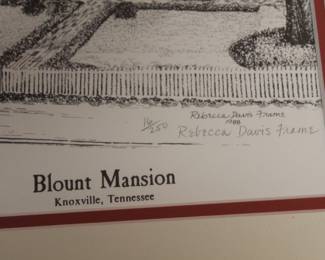 Rebecca Davis Frame
1988
16/250
Rebecca Davis Frame
Blount Mansion
Knoxville, Tennessee